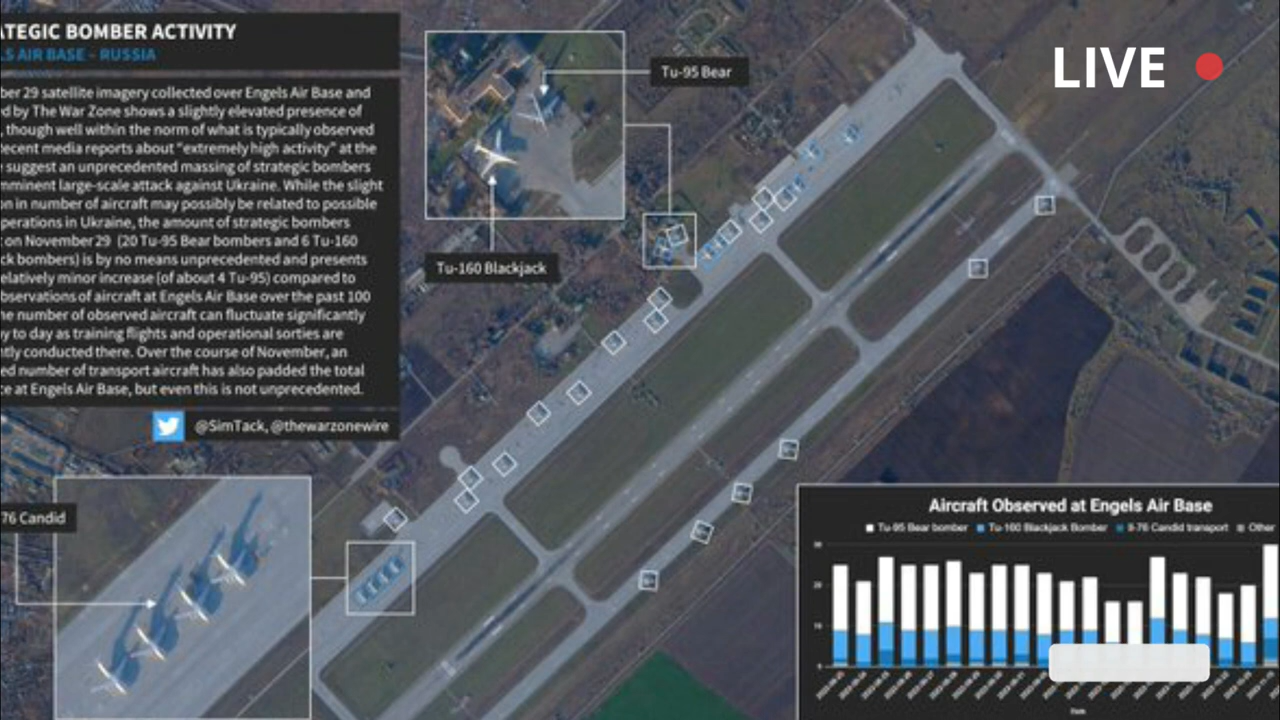 ATEGIC BOMBER ACTIVITY
LS AIR BASE - RUSSIA
ber 29 satellite imagery collected over Engels Air Base and
ed by The War Zone shows a slightly elevated presence of
, though well within the norm of what is typically observed
ecent media reports about “extremely high activity” at the
e suggest an unprecedented massing of strategic bombers
mminent large-scale attack against Ukraine. While the slight
on in number of aircraft may possibly be related to possible
perations in Ukraine, the amount of strategic bombers
t on November 29 (20 Tu-95 Bear bombers and 6 Tu-160
ck bombers) is by no means unprecedented and presents
elatively minor increase (of about 4 Tu-95) compared to
bservations of aircraft at Engels Air Base over the past 100
he number of observed aircraft can fluctuate significantly
y to day as training flights and operational sorties are
ntly conducted there. Over the course of November, an
ed number of transport aircraft has also padded the total
ce at Engels Air Base, but even this is not unprecedented.
@SimTack, @thewarzonewire
Tu-95 Bear
Tu-160 Blackjack
LIVE
76 Candid
Aircraft Observed at Engels Air Base
Tu-95 Bear bomber Tu-160 Blackjack Bomber Il-76 Candid transport Other
30
20
10
0